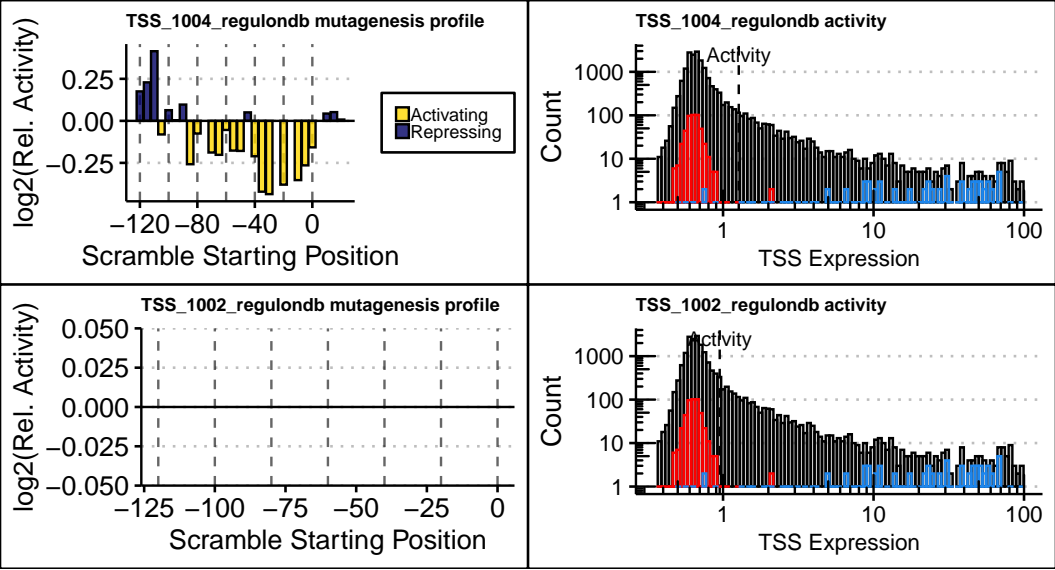 TSS_1004_regulondb mutagenesis profile
log2(Rel. Activity)
0.25
0.00
−0.25
−120 −80 −40 0
Scramble Starting Position
Activating
Repressing
TSS_1004_regulondb activity
Activity
Count
1000
100
10
1
1 10 100
TSS Expression
TSS_1002_regulondb mutagenesis profile
log2(Rel. Activity)
0.050
0.025
0.000
−0.025
−0.050
−125 −100 −75 −50 −25 0
Scramble Starting Position
TSS_1002_regulondb activity
Activity
Count
1000
100
10
1
1 10 100
TSS Expression